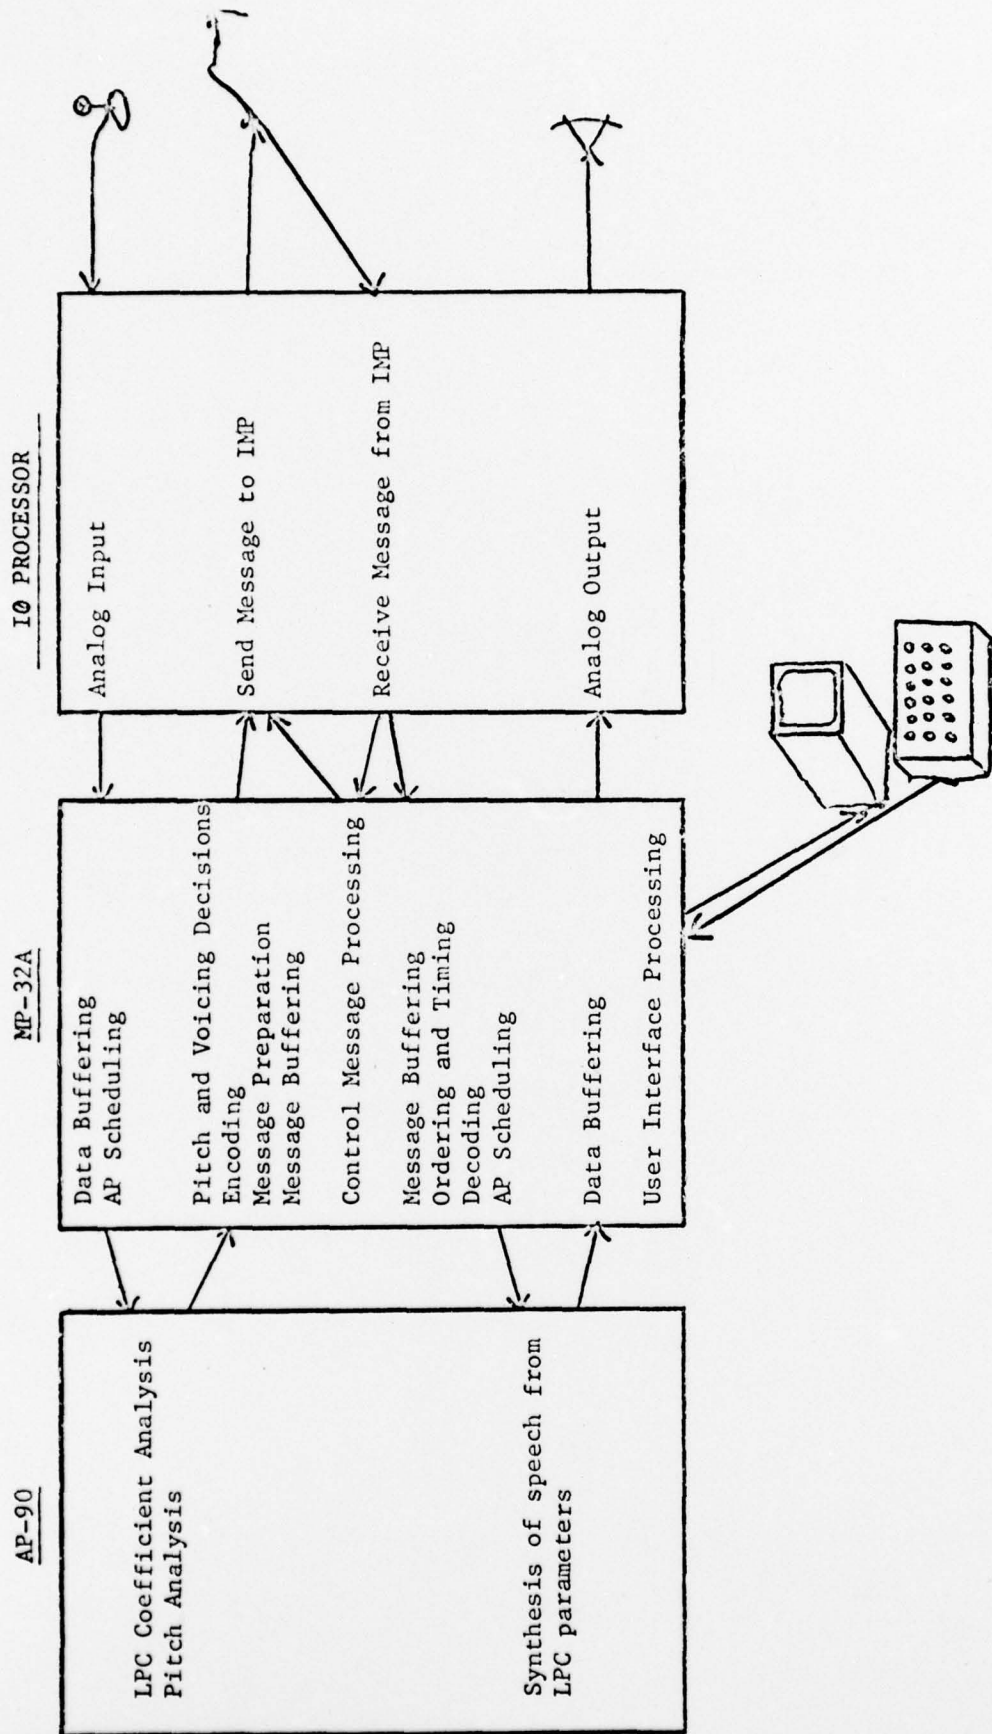 AP-90
LPC Coefficient Analysis
Pitch Analysis
Synthesis of speech from
LPC parameters
MP-32A
Data Buffering
AP Scheduling
Pitch and Voicing Decisions
Encoding
Message Preparation
Message Buffering
Control Message Processing
Message Buffering
Ordering and Timing
Decoding
AP Scheduling
Data Buffering
User Interface Processing
IØ PROCESSOR
Analog Input
Send Message to IMP
Receive Message from IMP
Analog Output